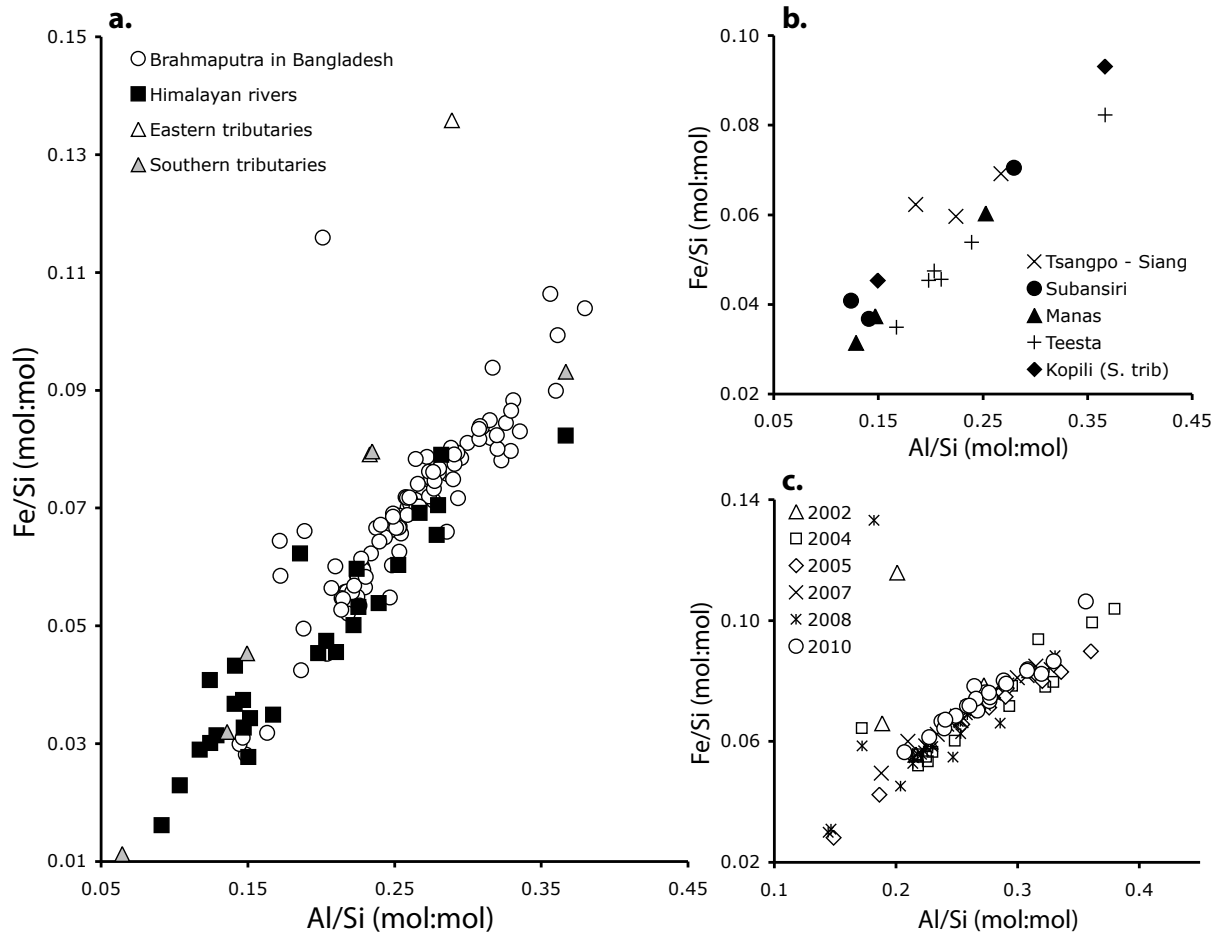 a.
0.15
0.13
0.11
0.09
0.07
0.05
0.03
0.01
Fe/Si (mol:mol)
Brahmaputra in Bangladesh
Himalayan rivers
Eastern tributaries
Southern tributaries
0.05 0.15 0.25 0.35 0.45
Al/Si (mol:mol)
b.
0.10
0.08
0.06
0.04
0.02
Fe/Si (mol:mol)
Tsangpo - Siang
Subansiri
Manas
Teesta
Kopili (S. trib)
0.05 0.15 0.25 0.35 0.45
Al/Si (mol:mol)
c.
0.14
0.10
0.06
0.02
Fe/Si (mol:mol)
2002
2004
2005
2007
2008
2010
0.1 0.2 0.3 0.4
Al/Si (mol:mol)